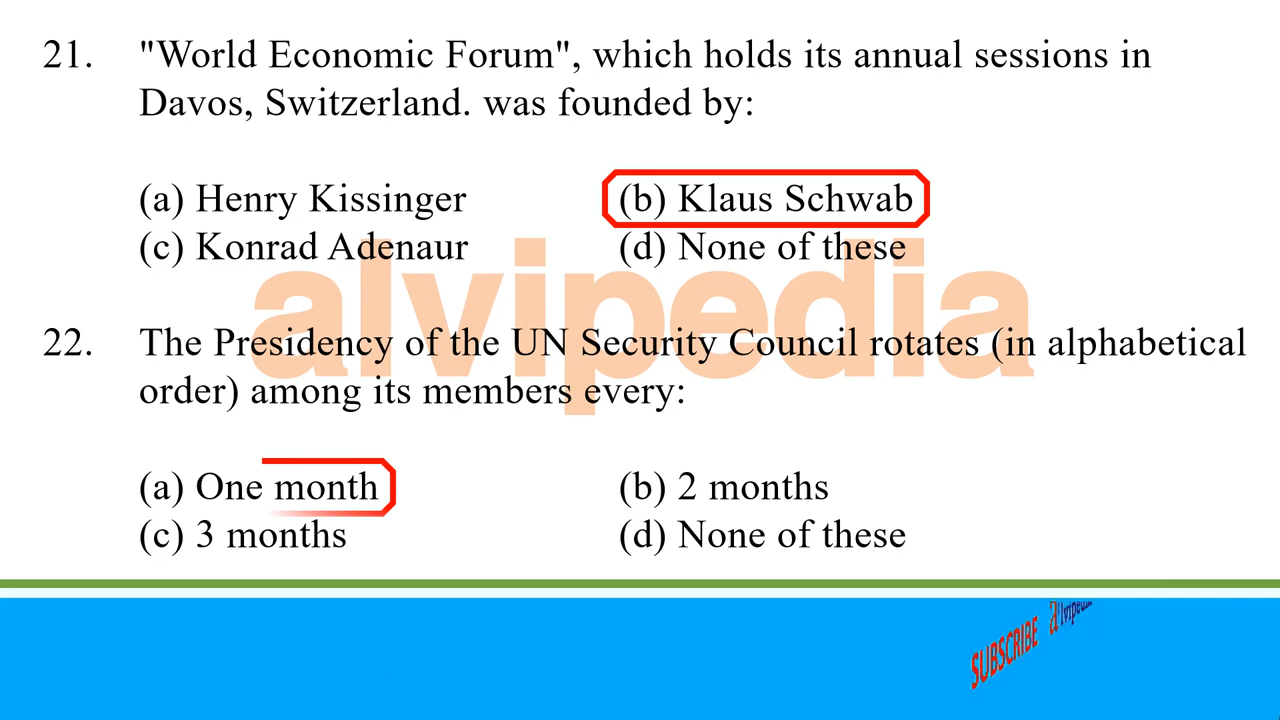 21. "World Economic Forum", which holds its annual sessions in
Davos, Switzerland. was founded by:
(a) Henry Kissinger (b) Klaus Schwab
(c) Konrad Adenaur (d) None of these
alvipedia
22. The Presidency of the UN Security Council rotates (in alphabetical
order) among its members every:
(a) One month (b) 2 months
(c) 3 months (d) None of these
SUBSCRIBE alvipedia